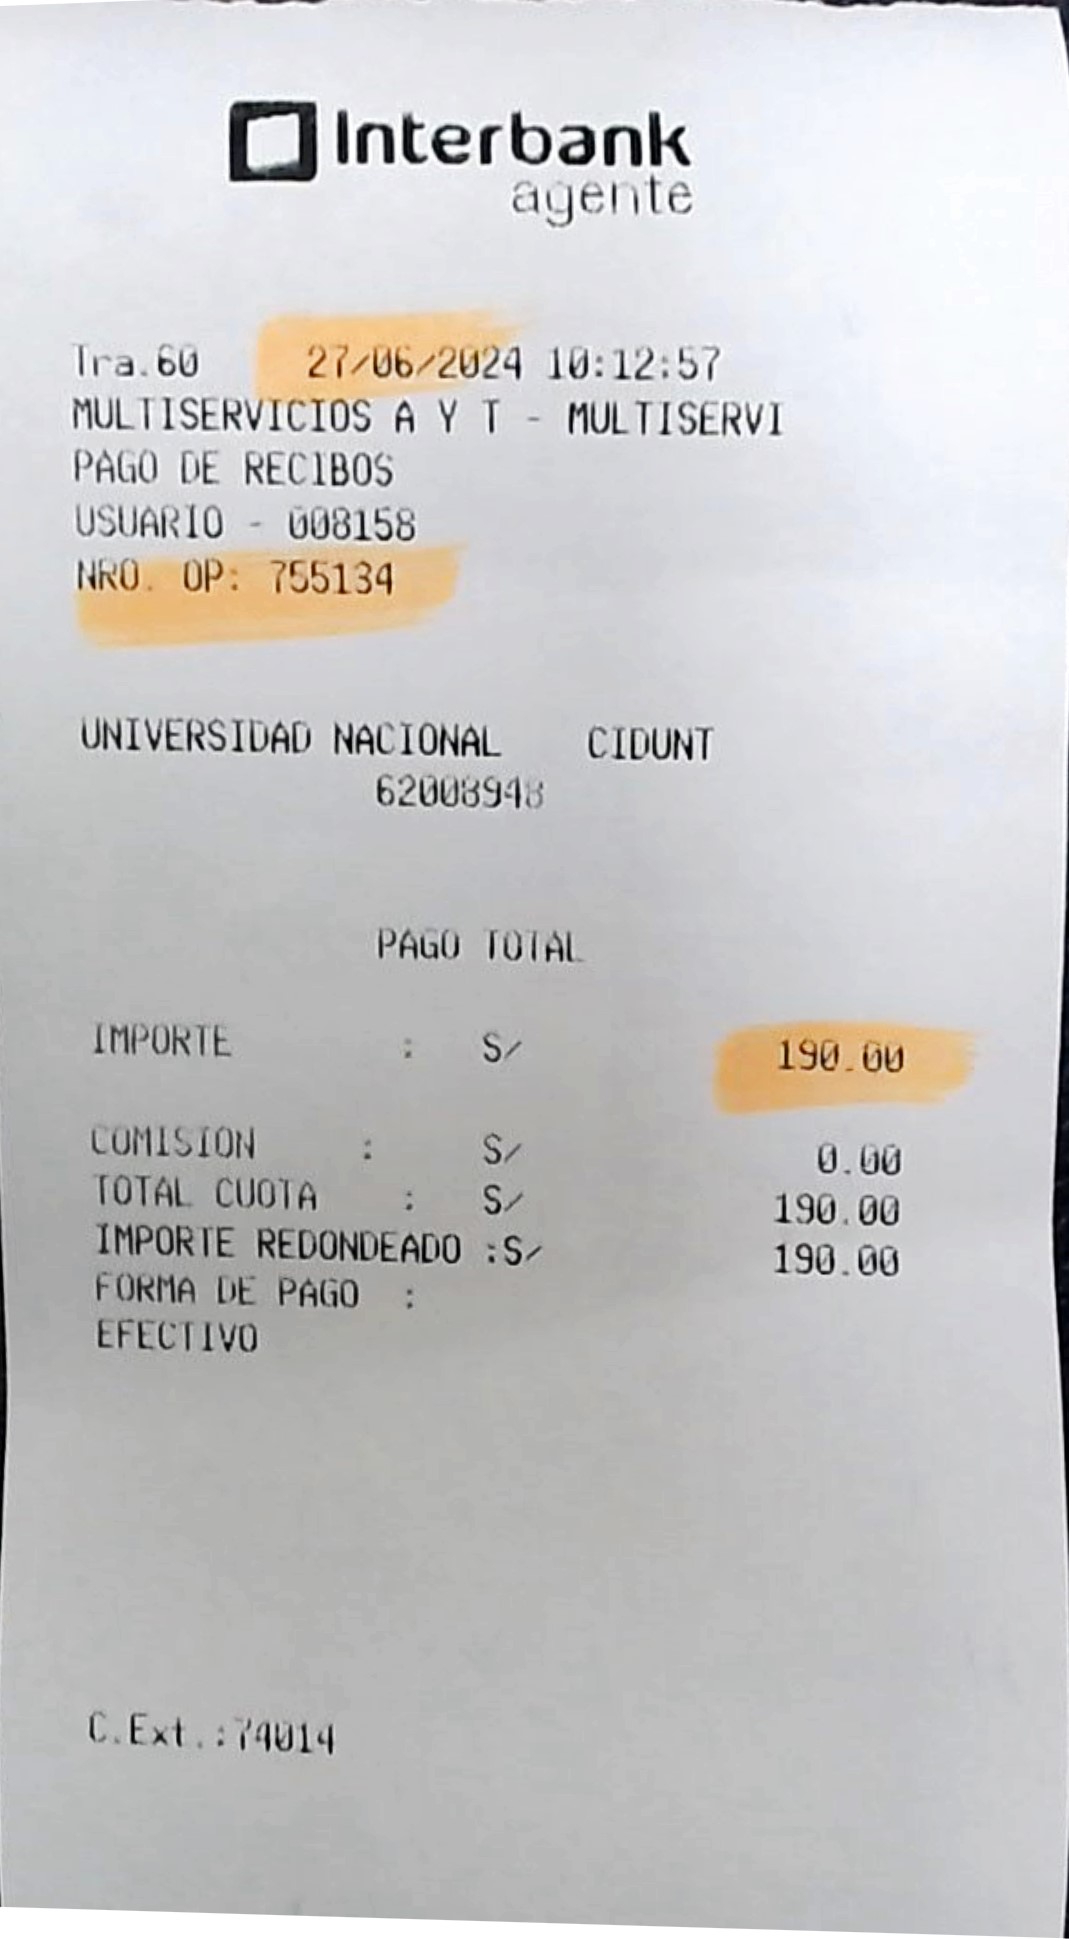 Interbank
agente
Tra.60 27/06/2024 10:12:57
MULTISERVICIOS A Y T - MULTISERVI
PAGO DE RECIBOS
USUARIO - 008158
NRO. OP: 755134
UNIVERSIDAD NACIONAL CIDUNT
62008948
PAGO TOTAL
IMPORTE : S/ 190.00
COMISION : S/ 0.00
TOTAL CUOTA : S/ 190.00
IMPORTE REDONDEADO :S/ 190.00
FORMA DE PAGO :
EFECTIVO
C.Ext.:74014